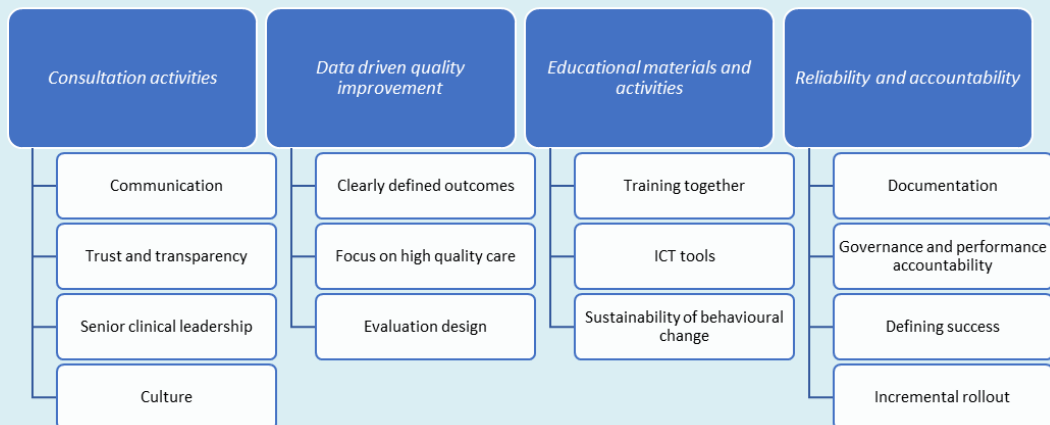 Consultation activities
Communication
Trust and transparency
Senior clinical leadership
Culture
Data driven quality
improvement
Clearly defined outcomes
Focus on high quality care
Evaluation design
Educational materials and
activities
Training together
ICT tools
Sustainability of behavioural
change
Reliability and accountability
Documentation
Governance and performance
accountability
Defining success
Incremental rollout